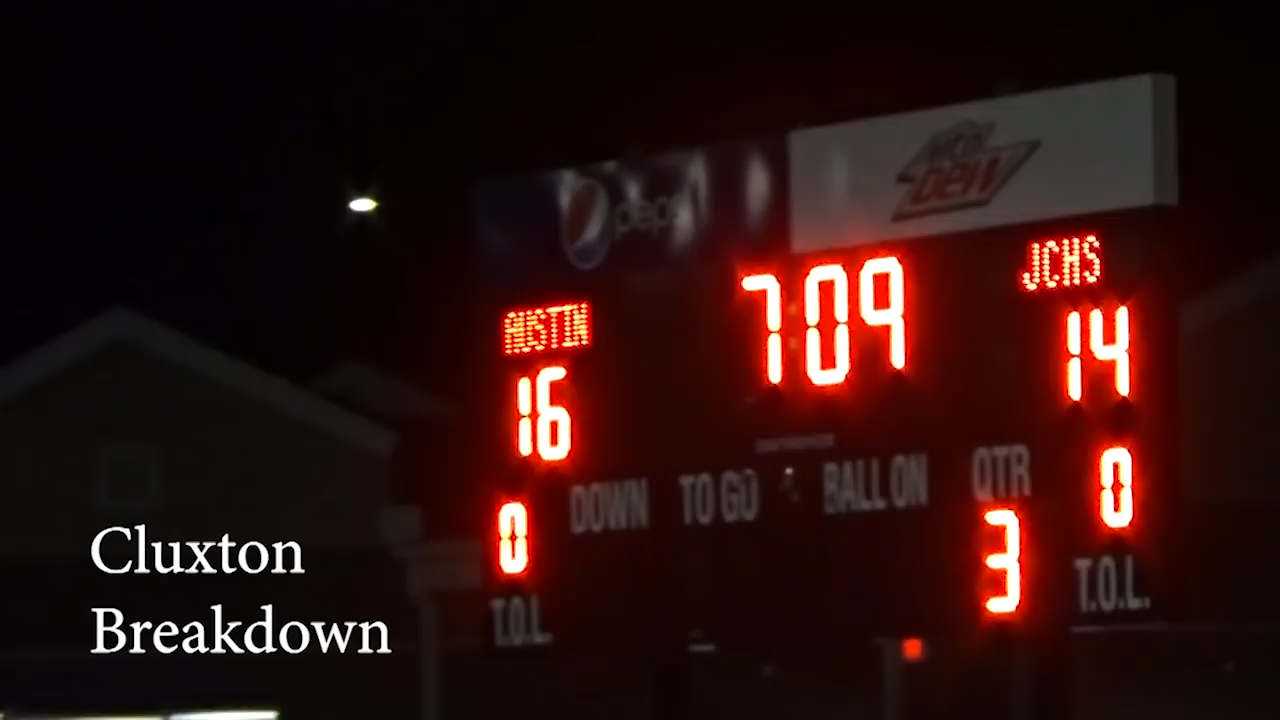 pepsi
Mtn
Dew
JCHS
AUSTIN
7:09
14
16
DOWN
TO GO
BALL ON
QTR
0
0
3
T.O.L.
T.O.L.
Cluxton
Breakdown